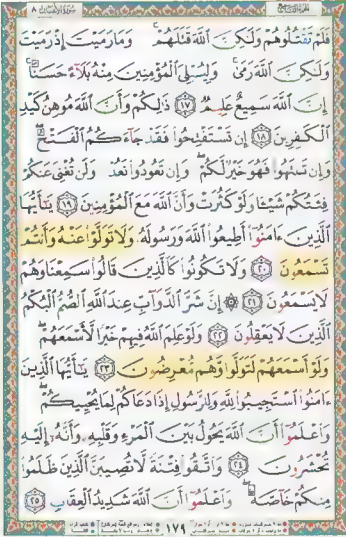 فَلَمْ تَقْتُلُوهُمْ وَلَٰكِنَّ ٱللَّهَ قَتَلَهُمْ ۚ وَمَا رَمَيْتَ إِذْ رَمَيْتَ
وَلَٰكِنَّ ٱللَّهَ رَمَىٰ ۚ وَلِيُبْلِىَ ٱلْمُؤْمِنِينَ مِنْهُ بَلَآءً حَسَنًا ۚ
إِنَّ ٱللَّهَ سَمِيعٌ عَلِيمٌ ١٧ ذَٰلِكُمْ وَأَنَّ ٱللَّهَ مُوهِنُ كَيْدِ
ٱلْكَٰفِرِينَ ١٨ إِن تَسْتَفْتِحُوا۟ فَقَدْ جَآءَكُمُ ٱلْفَتْحُ ۖ
وَإِن تَنتَهُوا۟ فَهُوَ خَيْرٌ لَّكُمْ ۖ وَإِن تَعُودُوا۟ نَعُدْ وَلَن تُغْنِىَ عَنكُمْ
فِئَتُكُمْ شَيْـًٔا وَلَوْ كَثُرَتْ وَأَنَّ ٱللَّهَ مَعَ ٱلْمُؤْمِنِينَ ١٩ يَٰٓأَيُّهَا
ٱلَّذِينَ ءَامَنُوٓا۟ أَطِيعُوا۟ ٱللَّهَ وَرَسُولَهُۥ وَلَا تَوَلَّوْا۟ عَنْهُ وَأَنتُمْ
تَسْمَعُونَ ٢٠ وَلَا تَكُونُوا۟ كَٱلَّذِينَ قَالُوا۟ سَمِعْنَا وَهُمْ
لَا يَسْمَعُونَ ٢١ ۞ إِنَّ شَرَّ ٱلدَّوَآبِّ عِندَ ٱللَّهِ ٱلصُّمُّ ٱلْبُكْمُ
ٱلَّذِينَ لَا يَعْقِلُونَ ٢٢ وَلَوْ عَلِمَ ٱللَّهُ فِيهِمْ خَيْرًا لَّأَسْمَعَهُمْ ۖ
وَلَوْ أَسْمَعَهُمْ لَتَوَلَّوا۟ وَّهُم مُّعْرِضُونَ ٢٣ يَٰٓأَيُّهَا ٱلَّذِينَ
ءَامَنُوا۟ ٱسْتَجِيبُوا۟ لِلَّهِ وَلِلرَّسُولِ إِذَا دَعَاكُمْ لِمَا يُحْيِيكُمْ ۖ
وَٱعْلَمُوٓا۟ أَنَّ ٱللَّهَ يَحُولُ بَيْنَ ٱلْمَرْءِ وَقَلْبِهِۦ وَأَنَّهُۥٓ إِلَيْهِ
تُحْشَرُونَ ٢٤ وَٱتَّقُوا۟ فِتْنَةً لَّا تُصِيبَنَّ ٱلَّذِينَ ظَلَمُوا۟
مِنكُمْ خَآصَّةً ۖ وَٱعْلَمُوٓا۟ أَنَّ ٱللَّهَ شَدِيدُ ٱلْعِقَابِ ٢٥
١٧٩